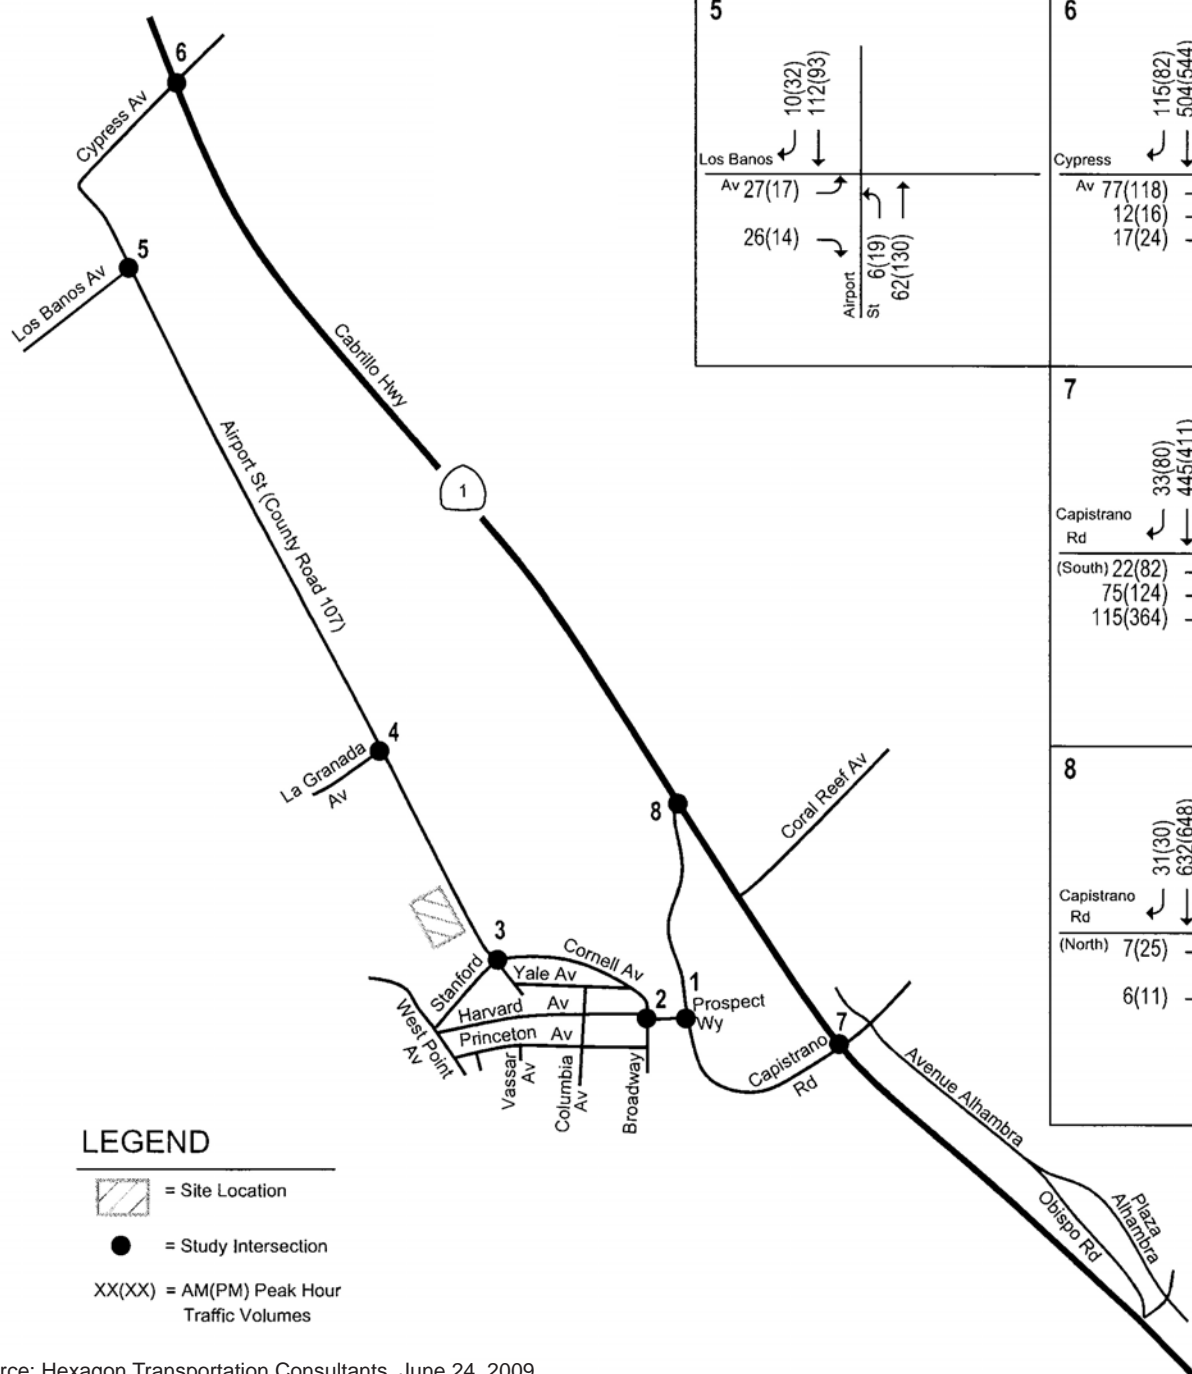 5
10(32)
112(93)
Los Banos
Av 27(17)
26(14)
Airport
St
6(19)
62(130)
6
115(82)
504(544)
Cypress
Av 77(118)
12(16)
17(24)
7
33(80)
445(411)
Capistrano
Rd
(South) 22(82)
75(124)
115(364)
8
31(30)
632(648)
Capistrano
Rd
(North) 7(25)
6(11)
6
Cypress Av
5
Los Banos Av
Cabrillo Hwy
1
Airport St (County Road 107)
4
La Granada
Av
8
Coral Reef Av
3
Cornell Av
Stanford
Yale Av
2
1
Prospect
Wy
Harvard Av
West Point
Av
Princeton Av
Vassar
Av
Columbia
Av
Broadway
7
Capistrano
Rd
Avenue Alhambra
Obispo Rd
Plaza
Alhambra
LEGEND
= Site Location
= Study Intersection
XX(XX) = AM(PM) Peak Hour
Traffic Volumes
rce: Hexagon Transportation Consultants, June 24, 2009